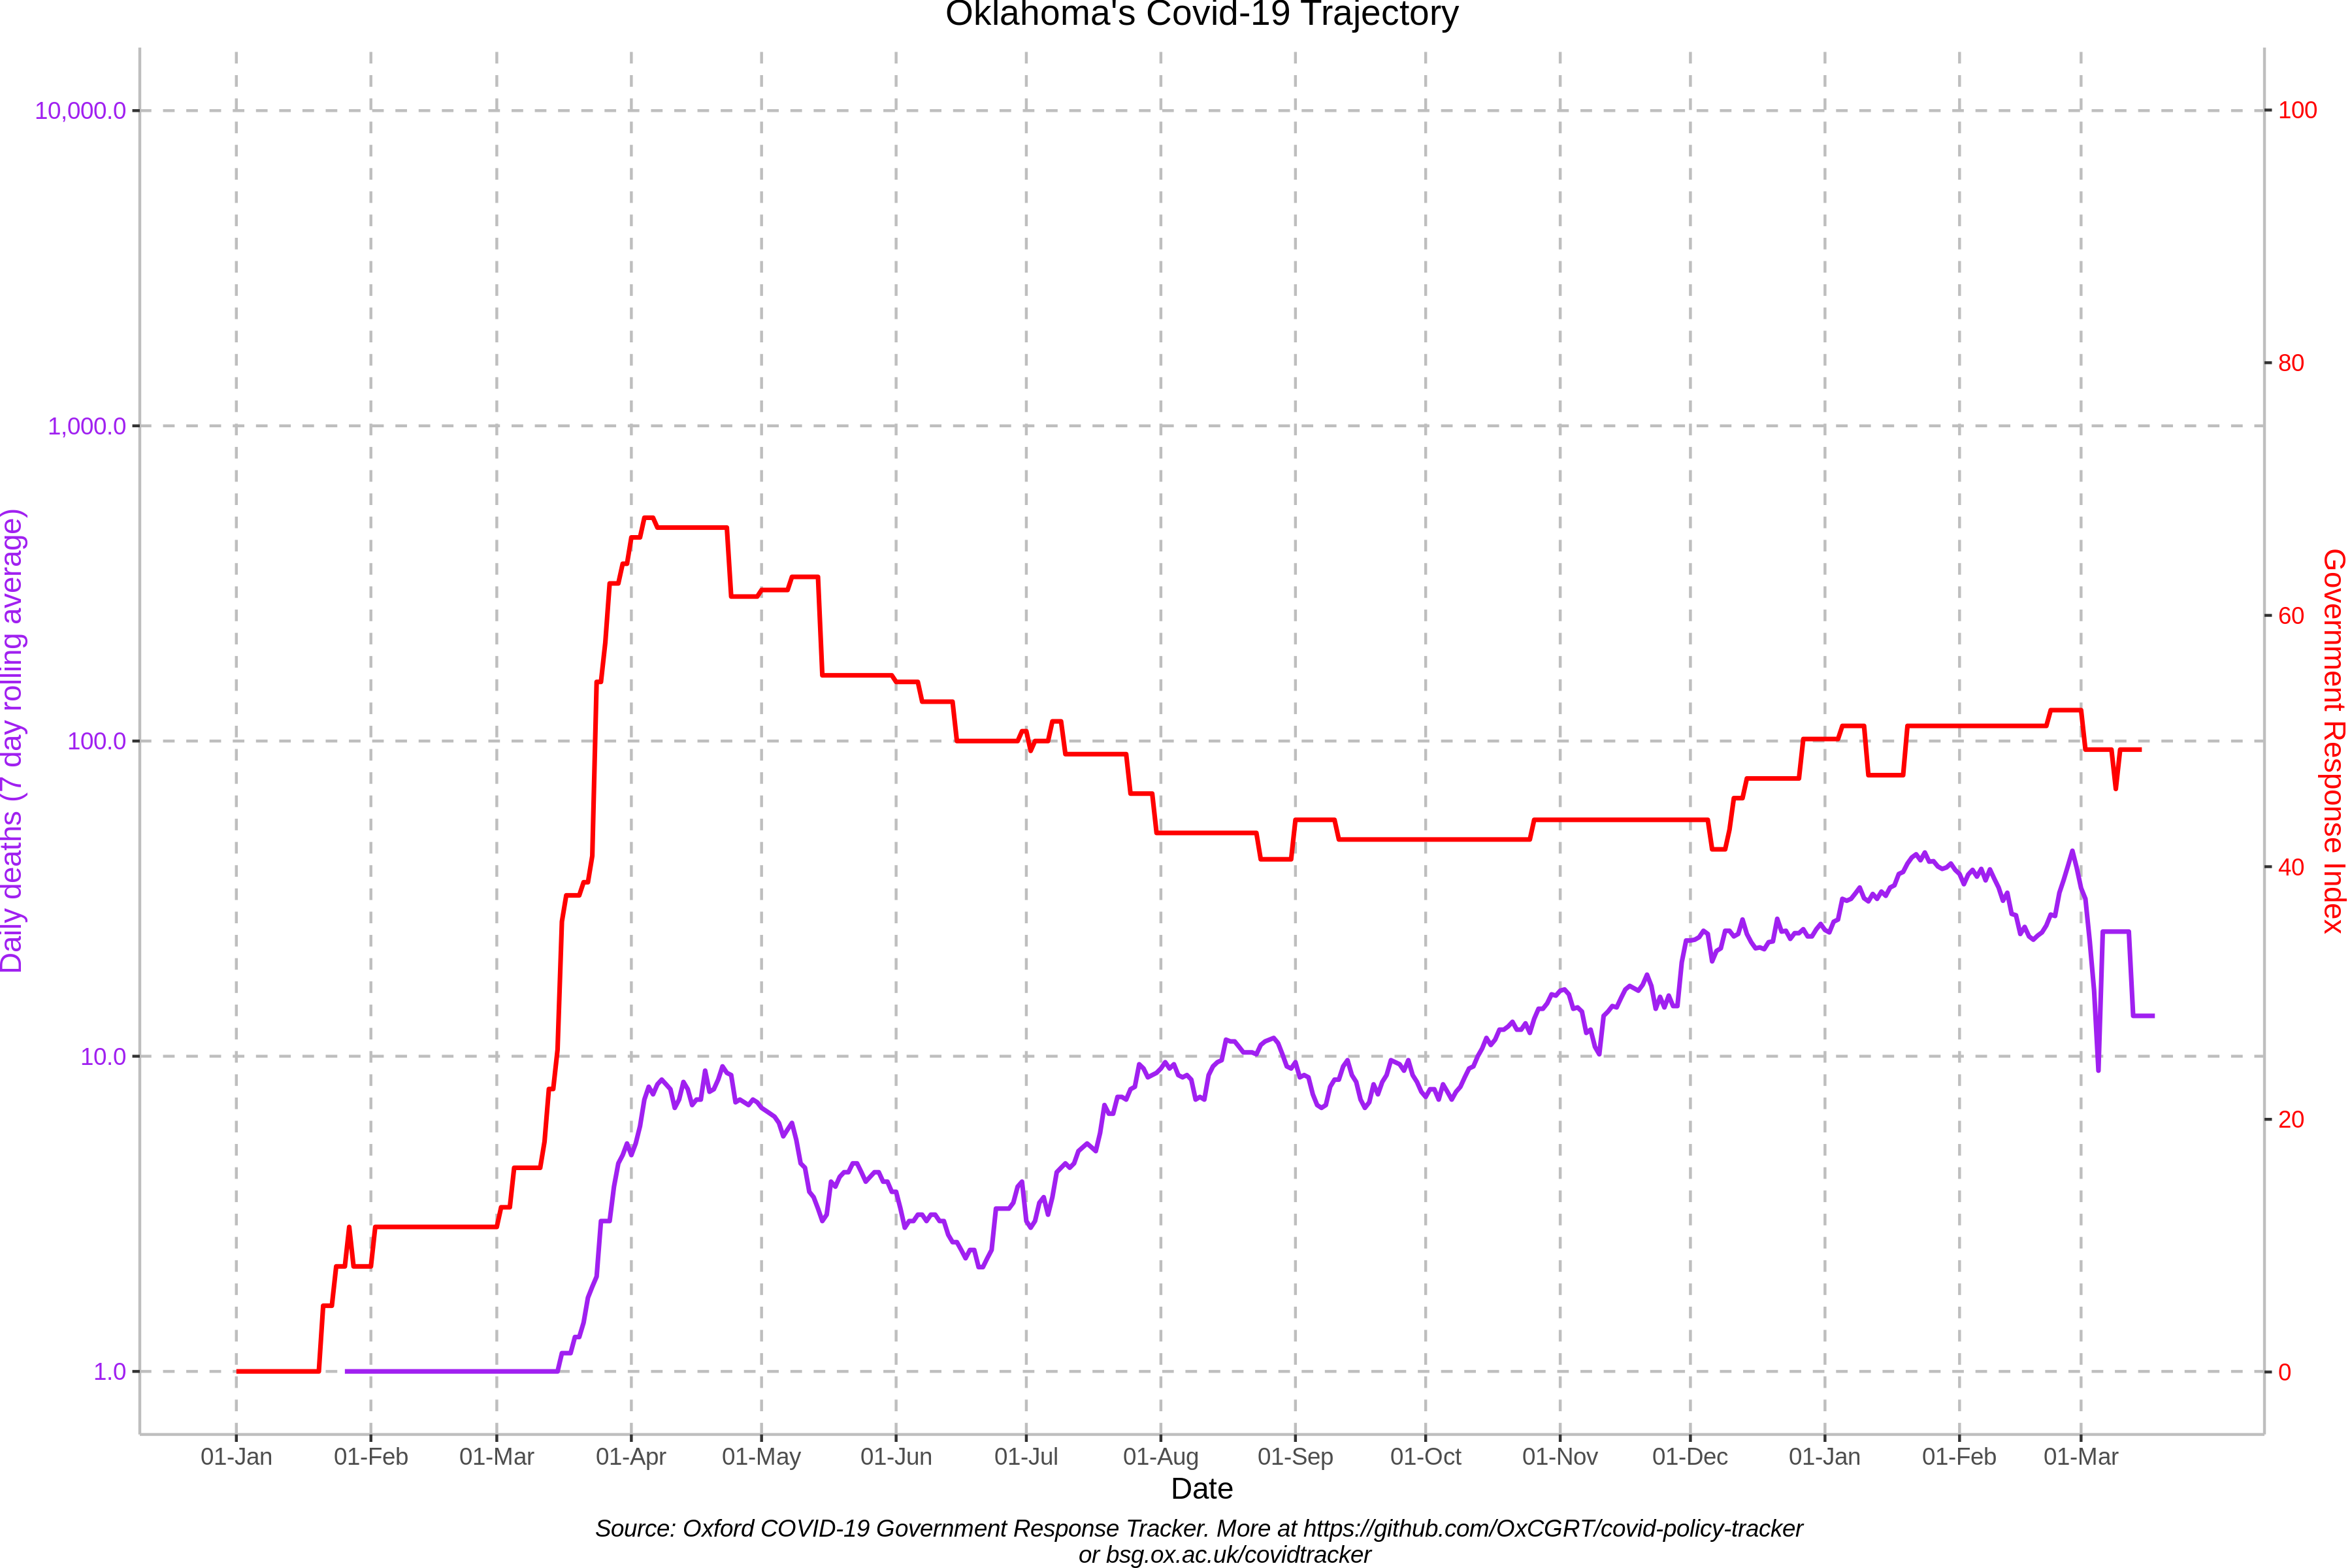 Oklahoma's Covid-19 Trajectory
10,000.0
1,000.0
100.0
10.0
1.0
Daily deaths (7 day rolling average)
100
80
60
40
20
0
Government Response Index
01-Jan 01-Feb 01-Mar 01-Apr 01-May 01-Jun 01-Jul 01-Aug 01-Sep 01-Oct 01-Nov 01-Dec 01-Jan 01-Feb 01-Mar
Date
Source: Oxford COVID-19 Government Response Tracker. More at https://github.com/OxCGRT/covid-policy-tracker
or bsg.ox.ac.uk/covidtracker